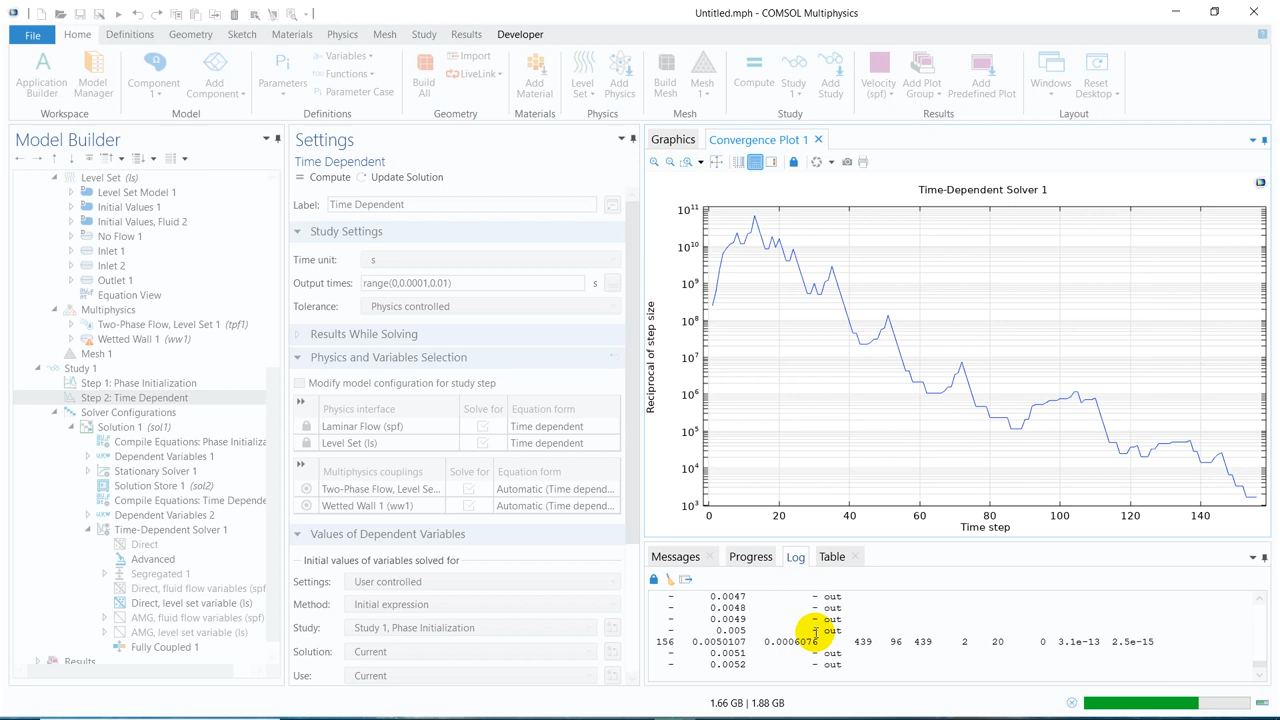 Untitled.mph - COMSOL Multiphysics
File Home Definitions Geometry Sketch Materials Physics Mesh Study Results Developer
Application Builder
Model Manager
Workspace
Component 1
Add Component
Model
Parameters
Variables
Functions
Parameter Case
Definitions
Build All
Import
LiveLink
Geometry
Add Material
Materials
Level Set
Add Physics
Physics
Build Mesh
Mesh 1
Mesh
Compute
Study 1
Add Study
Study
Velocity (spf)
Add Plot Group
Add Predefined Plot
Results
Windows
Reset Desktop
Layout
Model Builder
Level Set (ls)
Level Set Model 1
Initial Values 1
Initial Values, Fluid 2
No Flow 1
Inlet 1
Inlet 2
Outlet 1
Equation View
Multiphysics
Two-Phase Flow, Level Set 1 (tpf1)
Wetted Wall 1 (ww1)
Mesh 1
Study 1
Step 1: Phase Initialization
Step 2: Time Dependent
Solver Configurations
Solution 1 (sol1)
Compile Equations: Phase Initializa
Dependent Variables 1
Stationary Solver 1
Solution Store 1 (sol2)
Compile Equations: Time Depende
Dependent Variables 2
Time-Dependent Solver 1
Direct
Advanced
Segregated 1
Direct, fluid flow variables (spf
Direct, level set variable (ls)
AMG, fluid flow variables (spf)
AMG, level set variable (ls)
Fully Coupled 1
Results
Settings
Time Dependent
= Compute Update Solution
Label: Time Dependent
Study Settings
Time unit: s
Output times: range(0,0.0001,0.01) s
Tolerance: Physics controlled
Results While Solving
Physics and Variables Selection
Modify model configuration for study step
Physics interface Solve for Equation form
Laminar Flow (spf) Time dependent
Level Set (ls) Time dependent
Multiphysics couplings Solve for Equation form
Two-Phase Flow, Level Se... Automatic (Time depend...
Wetted Wall 1 (ww1) Automatic (Time depend...
Values of Dependent Variables
Initial values of variables solved for
Settings: User controlled
Method: Initial expression
Study: Study 1, Phase Initialization
Solution: Current
Use: Current
Graphics Convergence Plot 1
Time-Dependent Solver 1
10¹¹
10¹⁰
10⁹
10⁸
10⁷
10⁶
10⁵
10⁴
10³
Reciprocal of step size
0 20 40 60 80 100 120 140
Time step
Messages Progress Log Table
- 0.0047 - out
- 0.0048 - out
- 0.0049 - out
- 0.005 - out
156 0.0050107 0.0006076 439 96 439 2 20 0 3.1e-13 2.5e-15
- 0.0051 - out
- 0.0052 - out
1.66 GB | 1.88 GB